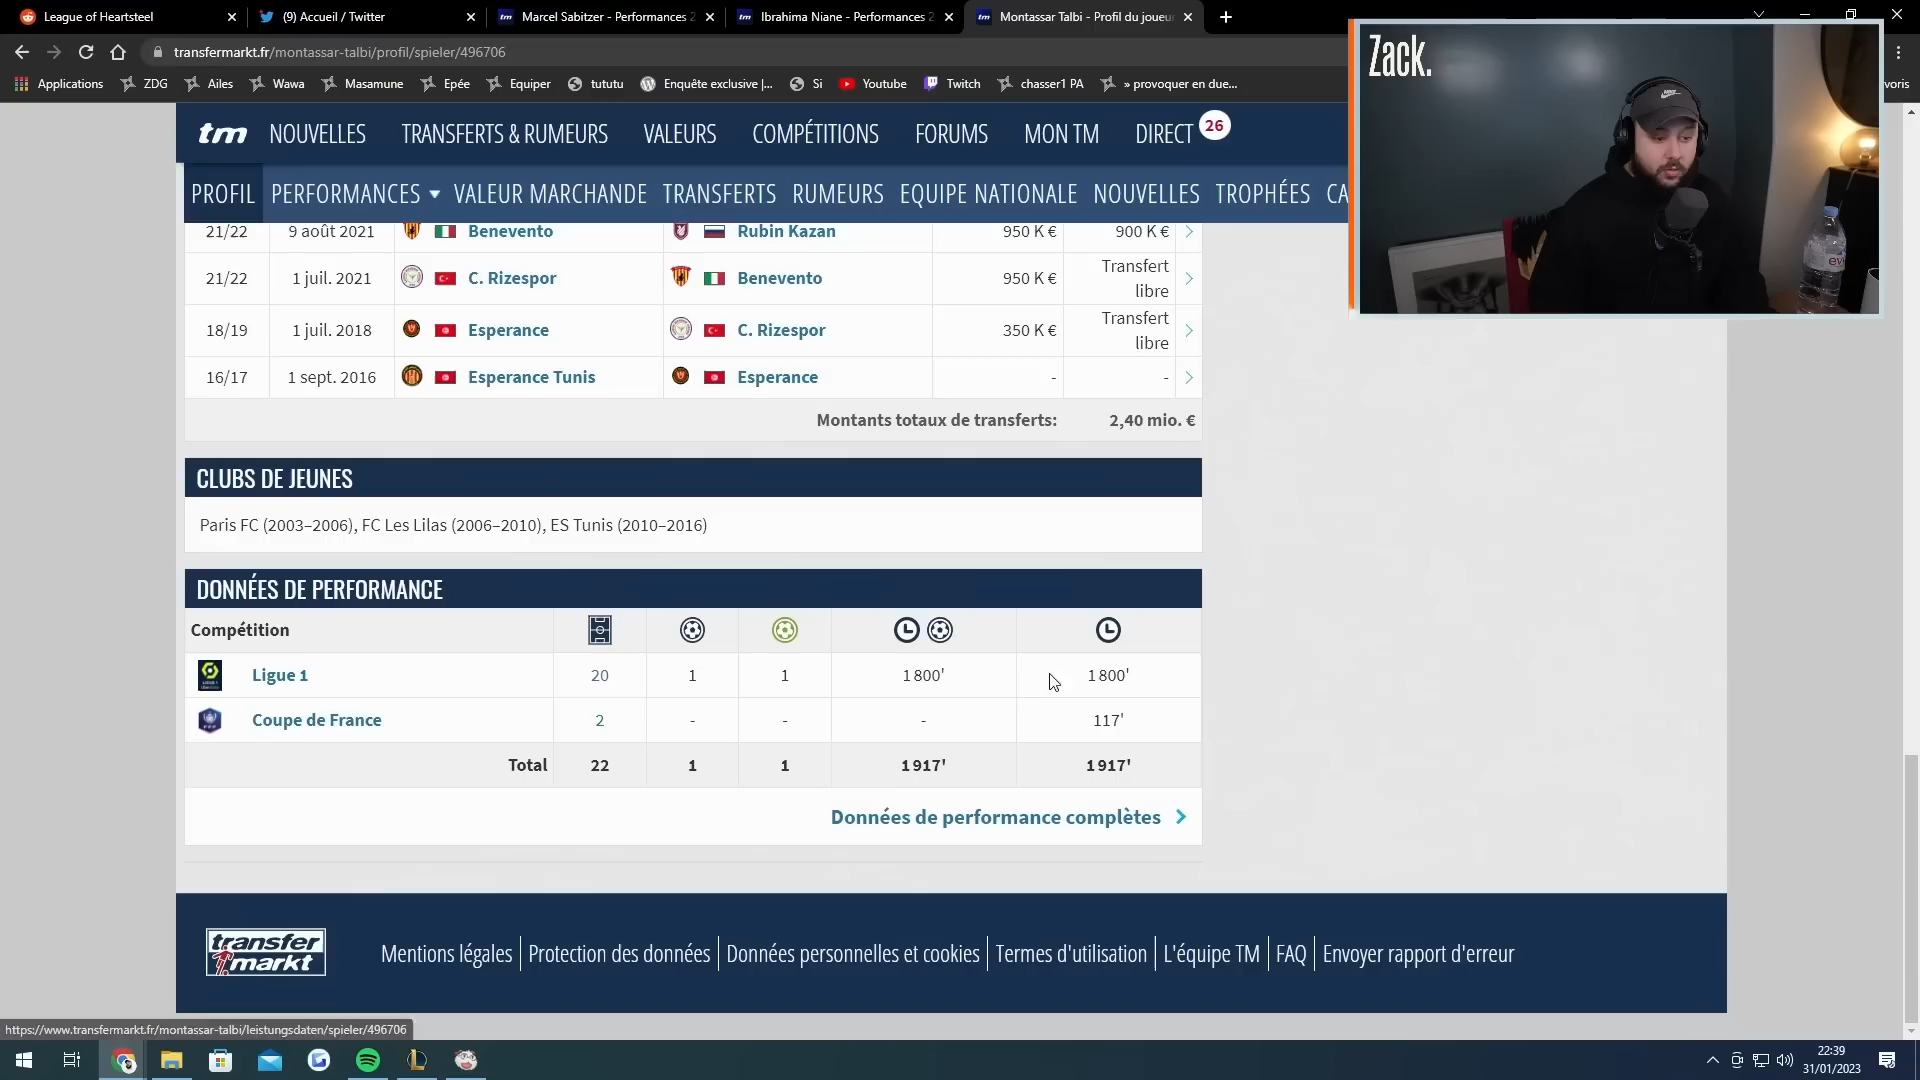 League of Heartsteel
(9) Accueil / Twitter
Marcel Sabitzer - Performances 2
Ibrahima Niane - Performances 2
Montassar Talbi - Profil du joueu
transfermarkt.fr/montassar-talbi/profil/spieler/496706
Applications
ZDG
Ailes
Wawa
Masamune
Epée
Equiper
tututu
Enquête exclusive |...
Si
Youtube
Twitch
chasser1 PA
» provoquer en due...
voris
Zack.
tm
NOUVELLES
TRANSFERTS & RUMEURS
VALEURS
COMPÉTITIONS
FORUMS
MON TM
DIRECT
26
PROFIL
PERFORMANCES
VALEUR MARCHANDE
TRANSFERTS
RUMEURS
EQUIPE NATIONALE
NOUVELLES
TROPHÉES
CA
21/22 9 août 2021 Benevento Rubin Kazan 950 K € 900 K €
21/22 1 juil. 2021 C. Rizespor Benevento 950 K € Transfert
libre
18/19 1 juil. 2018 Esperance C. Rizespor 350 K € Transfert
libre
16/17 1 sept. 2016 Esperance Tunis Esperance - -
Montants totaux de transferts: 2,40 mio. €
CLUBS DE JEUNES
Paris FC (2003–2006), FC Les Lilas (2006–2010), ES Tunis (2010–2016)
DONNÉES DE PERFORMANCE
Compétition
Ligue 1 20 1 1 1 800' 1 800'
Coupe de France 2 - - - 117'
Total 22 1 1 1 917' 1 917'
Données de performance complètes
transfer
markt
Mentions légales
Protection des données
Données personnelles et cookies
Termes d'utilisation
L'équipe TM
FAQ
Envoyer rapport d'erreur
https://www.transfermarkt.fr/montassar-talbi/leistungsdaten/spieler/496706
22:39
31/01/2023